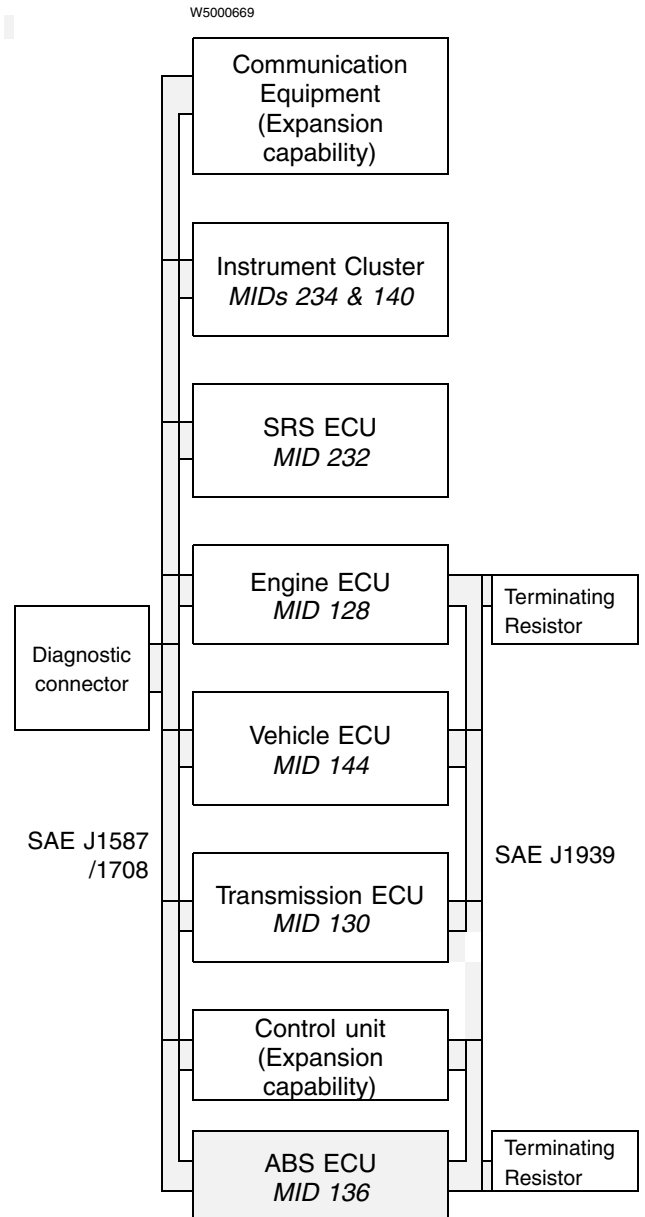 W5000669
Communication
Equipment
(Expansion
capability)
Instrument Cluster
MIDs 234 & 140
SRS ECU
MID 232
Engine ECU
MID 128
Terminating
Resistor
Diagnostic
connector
Vehicle ECU
MID 144
SAE J1587
/1708
SAE J1939
Transmission ECU
MID 130
Control unit
(Expansion
capability)
ABS ECU
MID 136
Terminating
Resistor